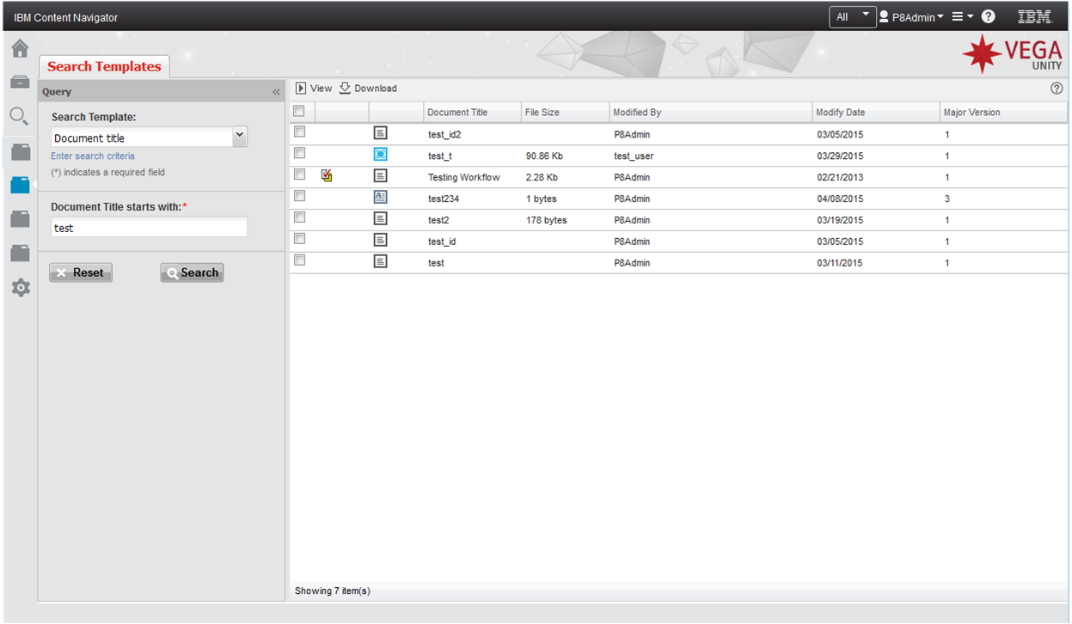 IBM Content Navigator
All
P8Admin
?
IBM
VEGA
UNITY
Search Templates
Query
View Download
?
Search Template:
Document title
Enter search criteria
(*) indicates a required field
Document Title starts with:*
test
Reset Search
Document Title File Size Modified By Modify Date Major Version
test_id2 P8Admin 03/05/2015 1
test_t 90.86 Kb test_user 03/29/2015 1
Testing Workflow 2.28 Kb P8Admin 02/21/2013 1
test234 1 bytes P8Admin 04/08/2015 3
test2 178 bytes P8Admin 03/19/2015 1
test_id P8Admin 03/05/2015 1
test P8Admin 03/11/2015 1
Showing 7 item(s)